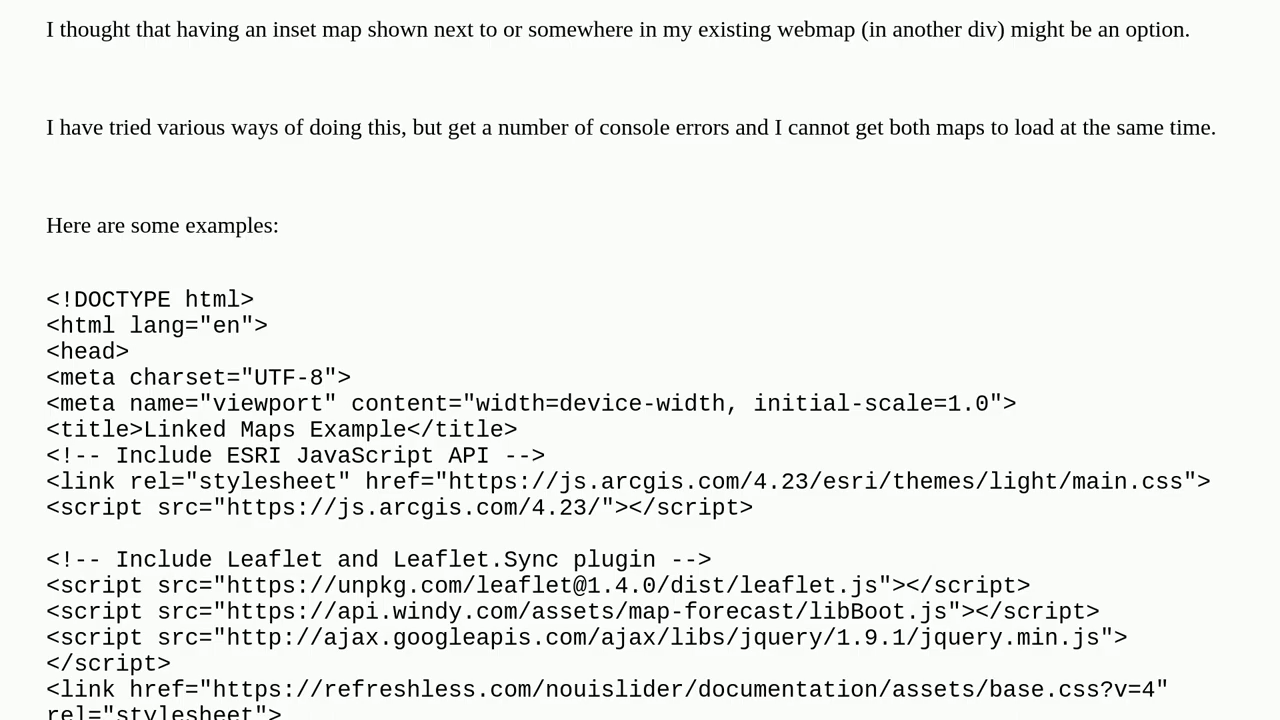 I thought that having an inset map shown next to or somewhere in my existing webmap (in another div) might be an option.
I have tried various ways of doing this, but get a number of console errors and I cannot get both maps to load at the same time.
Here are some examples:
<!DOCTYPE html>
<html lang="en">
<head>
<meta charset="UTF-8">
<meta name="viewport" content="width=device-width, initial-scale=1.0">
<title>Linked Maps Example</title>
<!-- Include ESRI JavaScript API -->
<link rel="stylesheet" href="https://js.arcgis.com/4.23/esri/themes/light/main.css">
<script src="https://js.arcgis.com/4.23/"></script>
<!-- Include Leaflet and Leaflet.Sync plugin -->
<script src="https://unpkg.com/leaflet@1.4.0/dist/leaflet.js"></script>
<script src="https://api.windy.com/assets/map-forecast/libBoot.js"></script>
<script src="http://ajax.googleapis.com/ajax/libs/jquery/1.9.1/jquery.min.js">
</script>
<link href="https://refreshless.com/nouislider/documentation/assets/base.css?v=4"
rel="stylesheet">